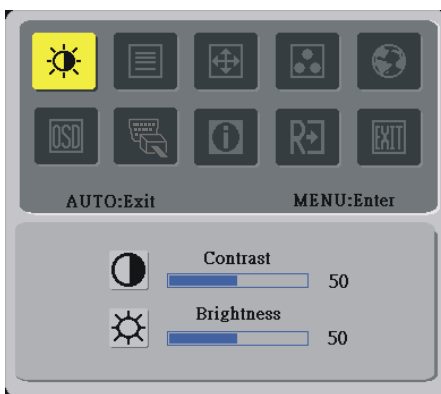 OSD
R
EXIT
AUTO:Exit MENU:Enter
Contrast
50
Brightness
50